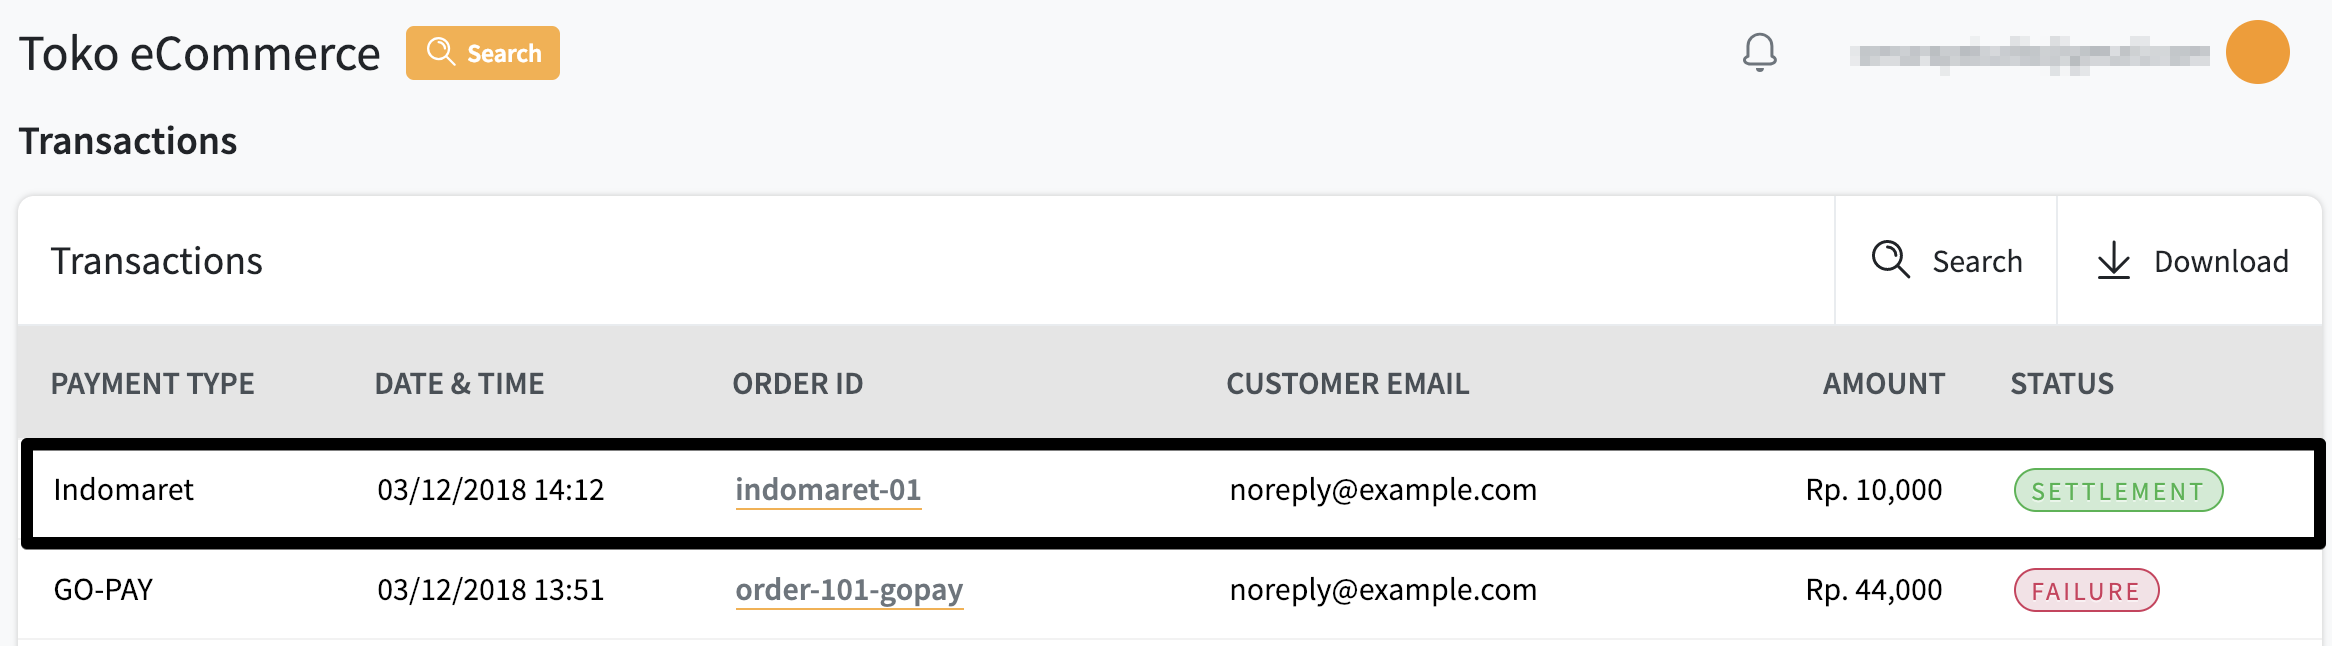 Toko eCommerce Search
Transactions
Transactions Search Download
PAYMENT TYPE DATE & TIME ORDER ID CUSTOMER EMAIL AMOUNT STATUS
Indomaret 03/12/2018 14:12 indomaret-01 noreply@example.com Rp. 10,000 SETTLEMENT
GO-PAY 03/12/2018 13:51 order-101-gopay noreply@example.com Rp. 44,000 FAILURE